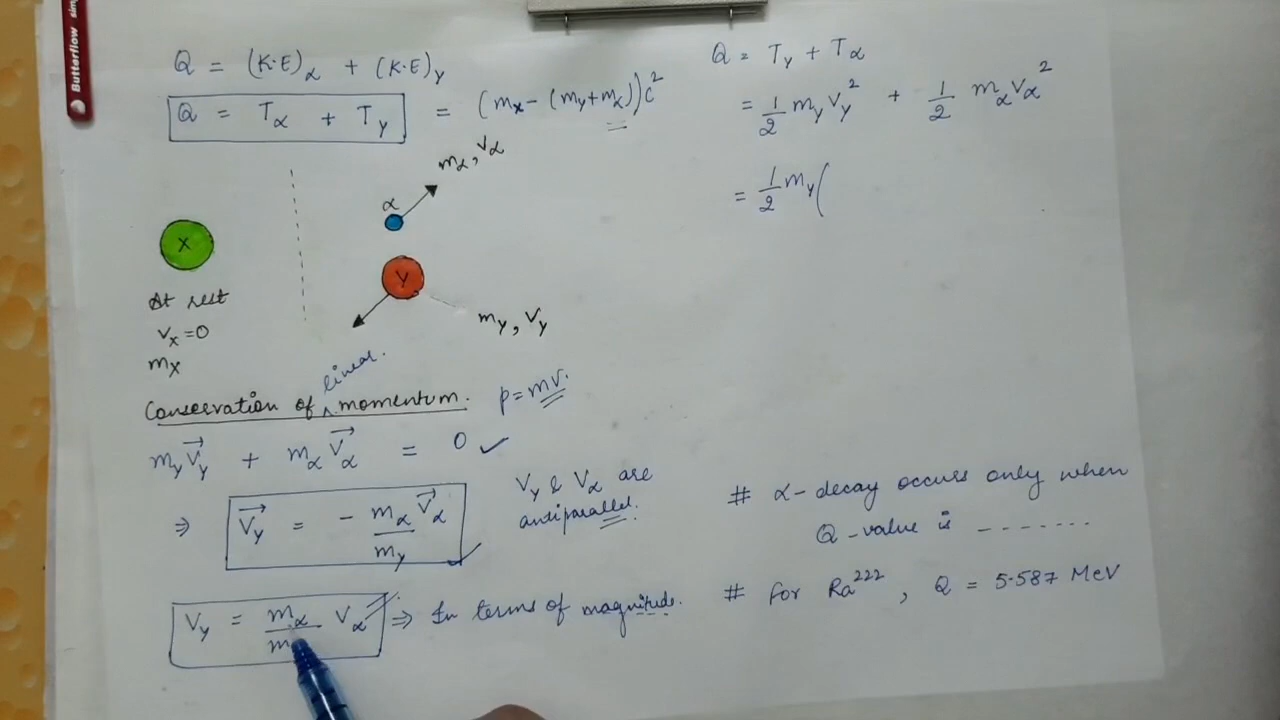 Butterflow sim
Q = (K·E)α + (K·E)y
Q = Tα + Ty = (mx - (my+mα))c²
mα, vα
α
X
Y
At rest
vx = 0
mx
my, Vy
Conservation of linear momentum. p = mv.
my V⃗y + mα V⃗α = 0 ✓
⇒ V⃗y = - mα/my V⃗α
Vy & Vα are
antiparallel.
Vy = mα/m Vα ⇒ In terms of magnitude.
Q = Ty + Tα
= 1/2 my Vy² + 1/2 mα Vα²
= 1/2 my (
# α-decay occurs only when
Q-value is -------
# For Ra²²², Q = 5.587 MeV